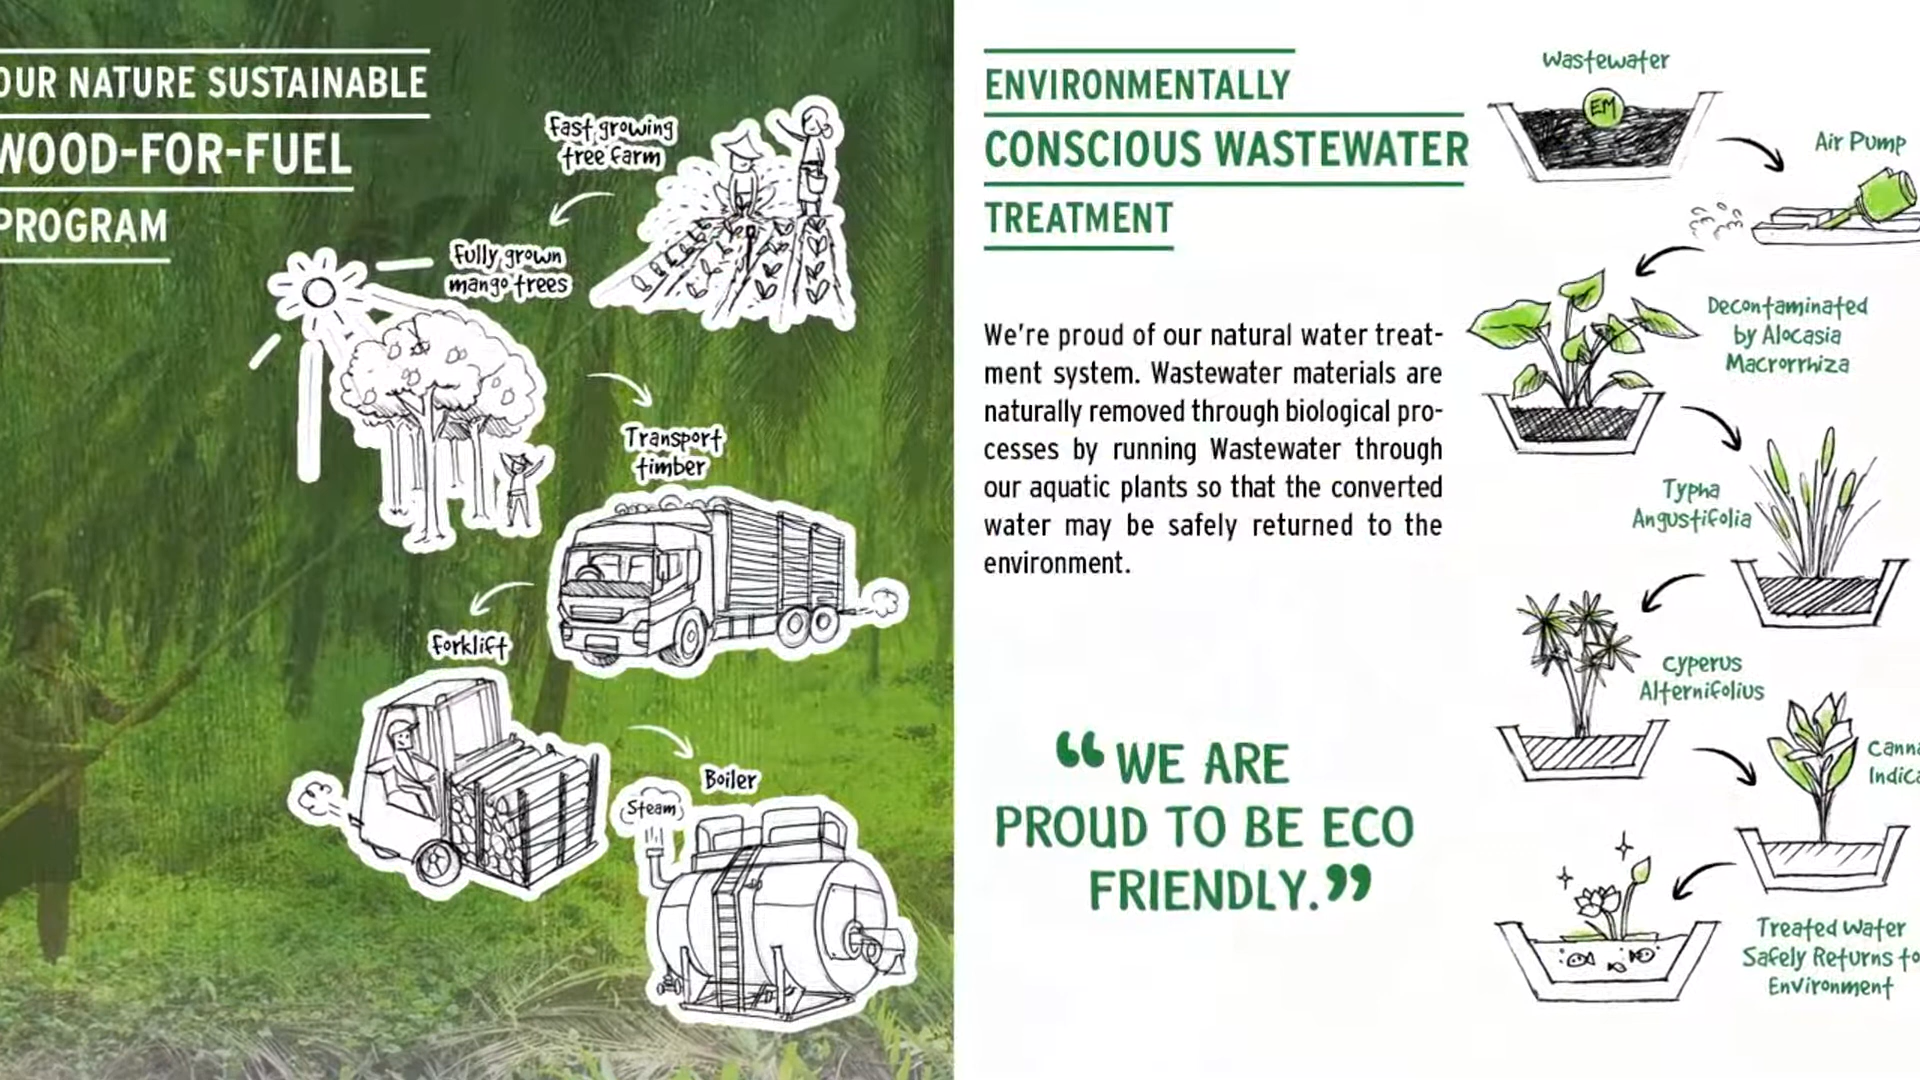 OUR NATURE SUSTAINABLE
WOOD-FOR-FUEL
PROGRAM
Fast growing
tree farm
Fully grown
mango trees
Transport
timber
Forklift
Boiler
Steam
ENVIRONMENTALLY
CONSCIOUS WASTEWATER
TREATMENT
We're proud of our natural water treat-
ment system. Wastewater materials are
naturally removed through biological pro-
cesses by running Wastewater through
our aquatic plants so that the converted
water may be safely returned to the
environment.
“WE ARE
PROUD TO BE ECO
FRIENDLY.”
Wastewater
EM
Air Pump
Decontaminated
by Alocasia
Macrorrhiza
Typha
Angustifolia
Cyperus
Alternifolius
Canna
Indica
Treated Water
Safely Returns to
Environment